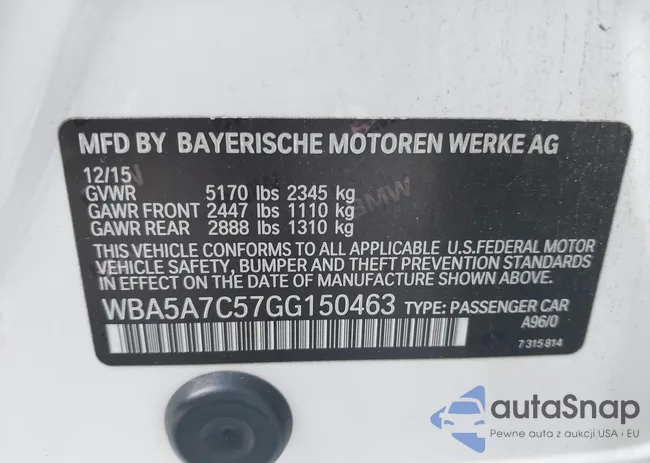 MFD BY BAYERISCHE MOTOREN WERKE AG
12/15
GVWR 5170 lbs 2345 kg
GAWR FRONT 2447 lbs 1110 kg
GAWR REAR 2888 lbs 1310 kg
THIS VEHICLE CONFORMS TO ALL APPLICABLE U.S.FEDERAL MOTOR
VEHICLE SAFETY, BUMPER AND THEFT PREVENTION STANDARDS
IN EFFECT ON THE DATE OF MANUFACTURE SHOWN ABOVE.
WBA5A7C57GG150463 TYPE: PASSENGER CAR
A96/0
7 315 814
autaSnap
Pewne auta z aukcji USA i EU